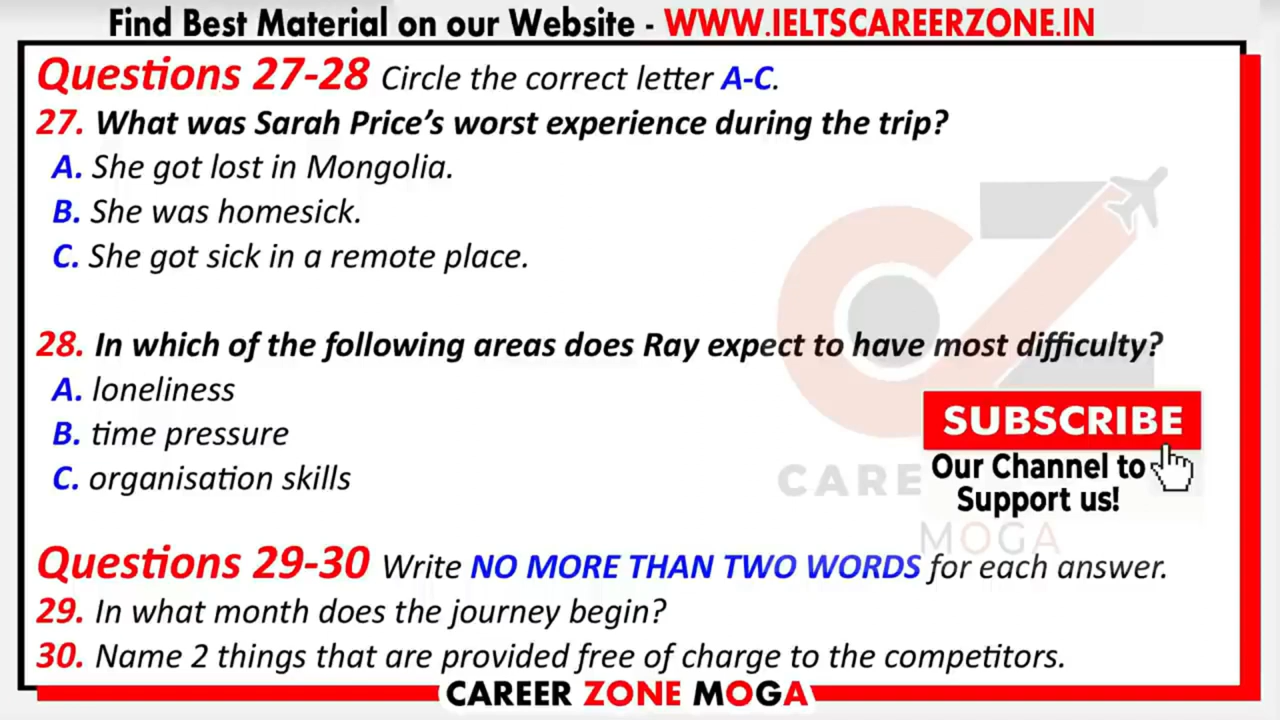 Find Best Material on our Website - WWW.IELTSCAREERZONE.IN
Questions 27-28 Circle the correct letter A-C.
27. What was Sarah Price's worst experience during the trip?
A. She got lost in Mongolia.
B. She was homesick.
C. She got sick in a remote place.
28. In which of the following areas does Ray expect to have most difficulty?
A. loneliness
B. time pressure
C. organisation skills
SUBSCRIBE
Our Channel to
Support us!
CARE
MOGA
Questions 29-30 Write NO MORE THAN TWO WORDS for each answer.
29. In what month does the journey begin?
30. Name 2 things that are provided free of charge to the competitors.
CAREER ZONE MOGA